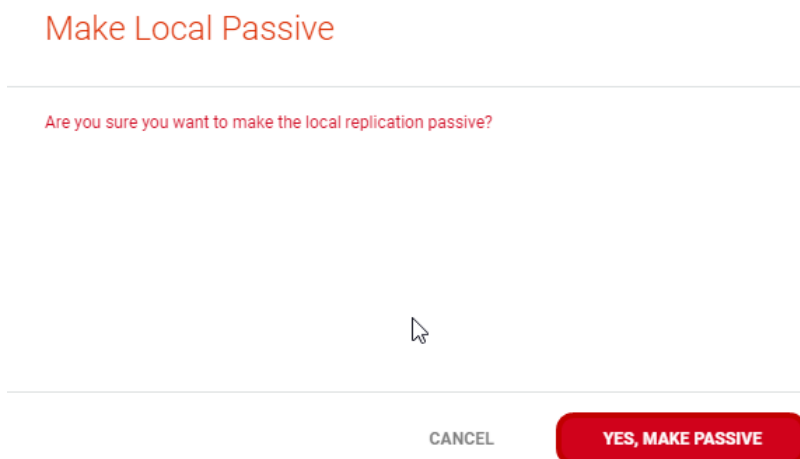 Make Local Passive
Are you sure you want to make the local replication passive?
CANCEL
YES, MAKE PASSIVE